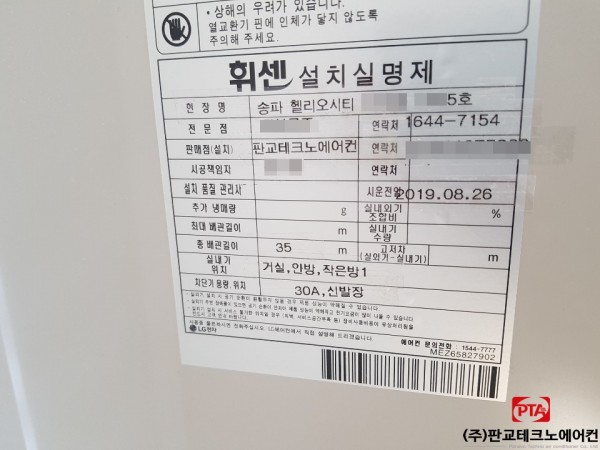 · 상해의 우려가 있습니다.
열교환기 핀에 인체가 닿지 않도록
주의해 주세요.
휘센 설치실명제
현 장 명 송파 헬리오시티 5호
전 문 점 연락처 1644-7154
판매점(설치) 판교테크노에어컨 연락처
시공책임자 연락처
설치 품질 관리사 시운전일 2019.08.26
추가 냉매량 g 실내외기 조합비 %
최대 배관길이 m 실내기 수량
총 배관길이 35 m 고저차 (실외기-실내기) m
실내기 위치 거실,안방,작은방1
차단기 용량, 위치 30A,신발장
LG전자
에어컨 문의전화 : 1544-7777
MEZ65827902
PTA
(주)판교테크노에어컨